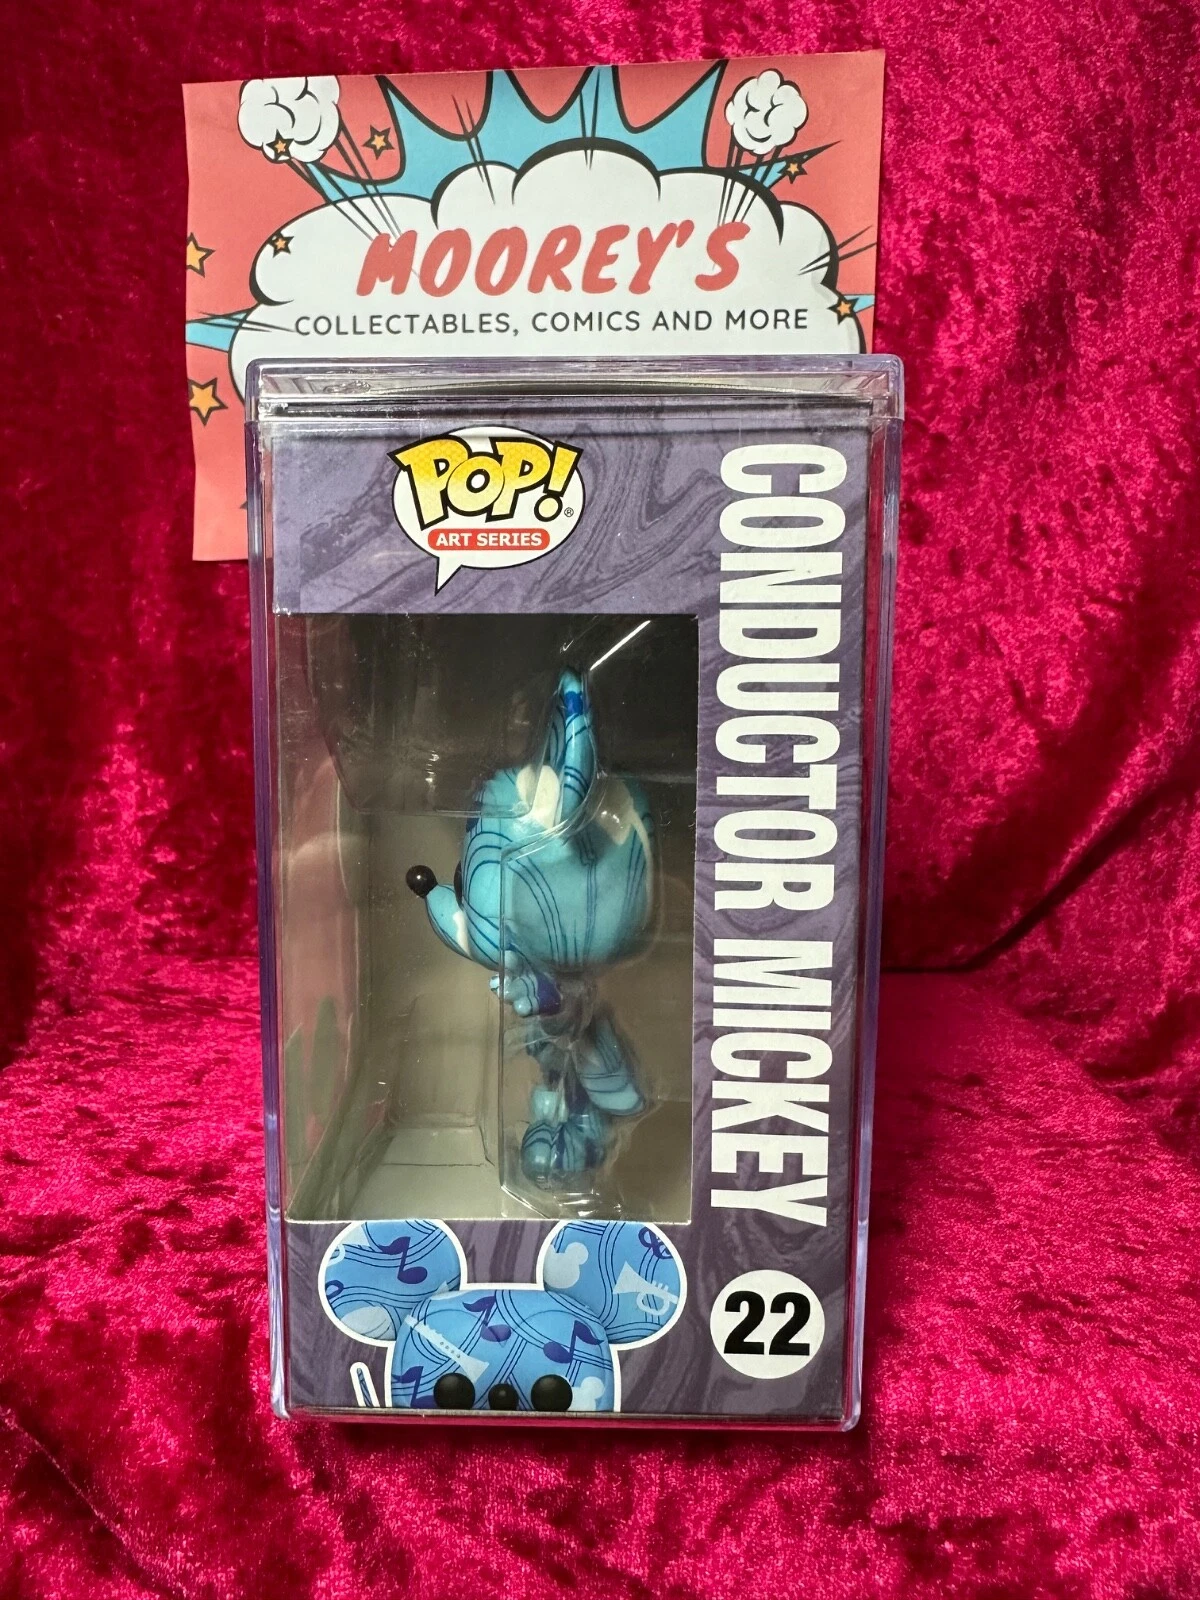 MOOREY'S
COLLECTABLES, COMICS AND MORE
POP! ®
ART SERIES
CONDUCTOR MICKEY
22